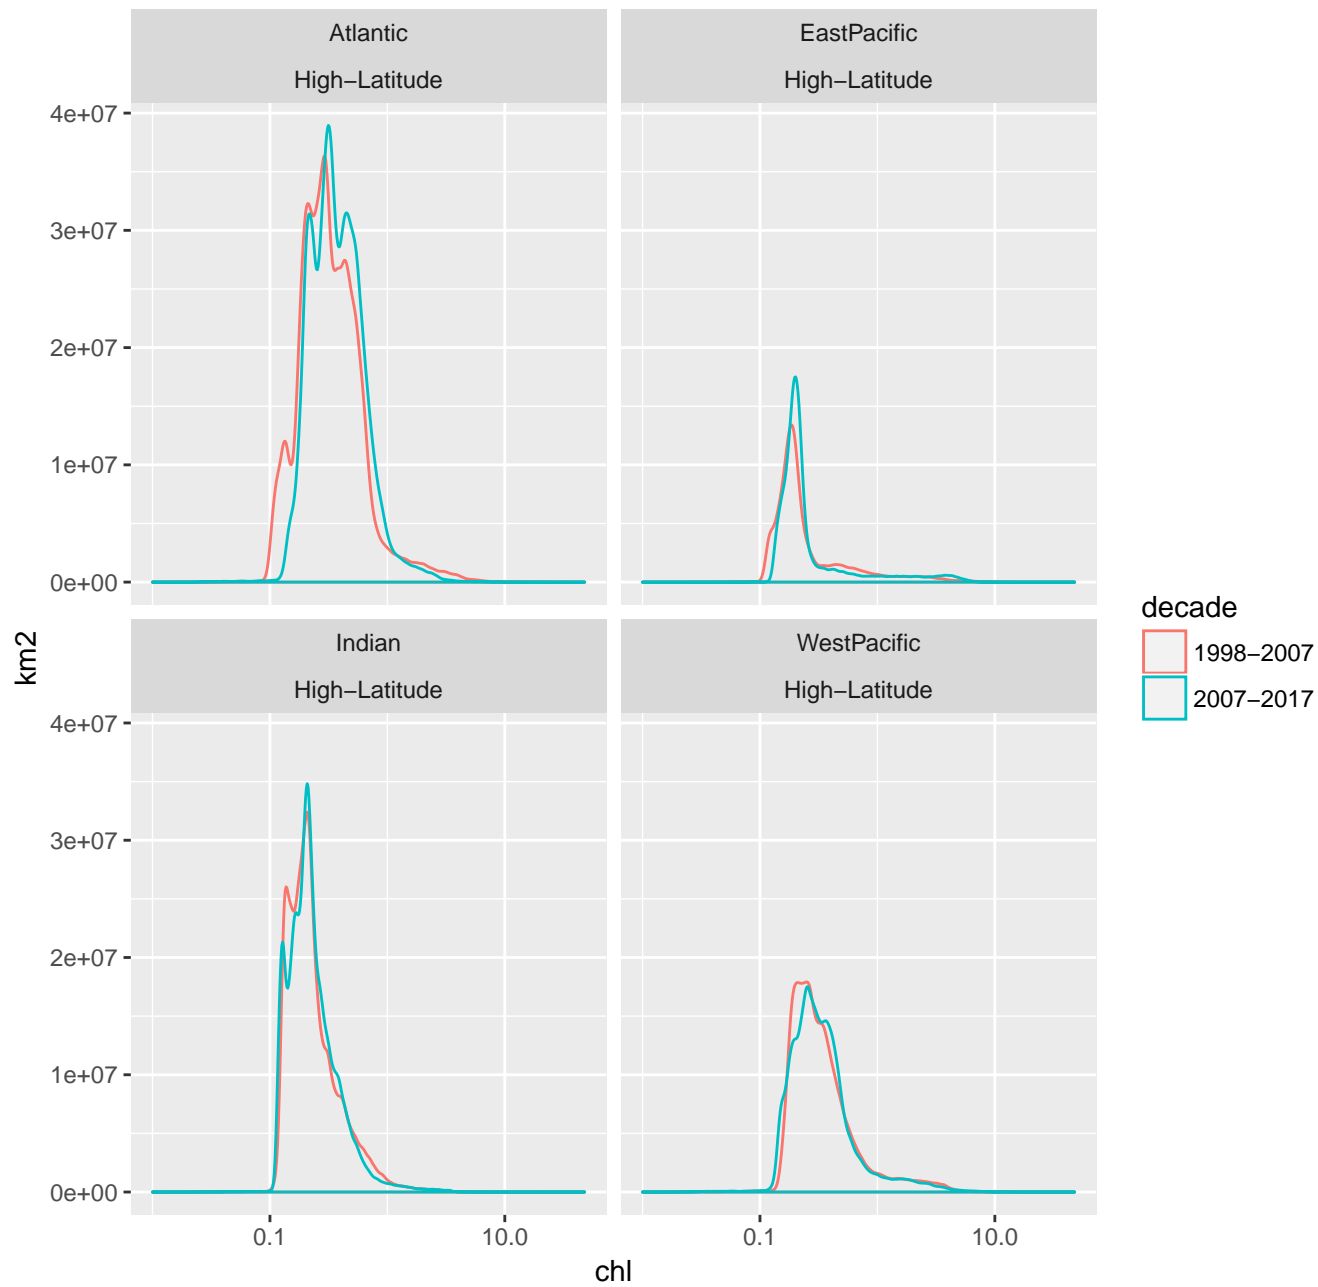 Atlantic
High−Latitude
EastPacific
High−Latitude
4e+07
3e+07
2e+07
1e+07
0e+00
Indian
High−Latitude
WestPacific
High−Latitude
4e+07
3e+07
2e+07
1e+07
0e+00
0.1
10.0
0.1
10.0
chl
km2
decade
1998−2007
2007−2017